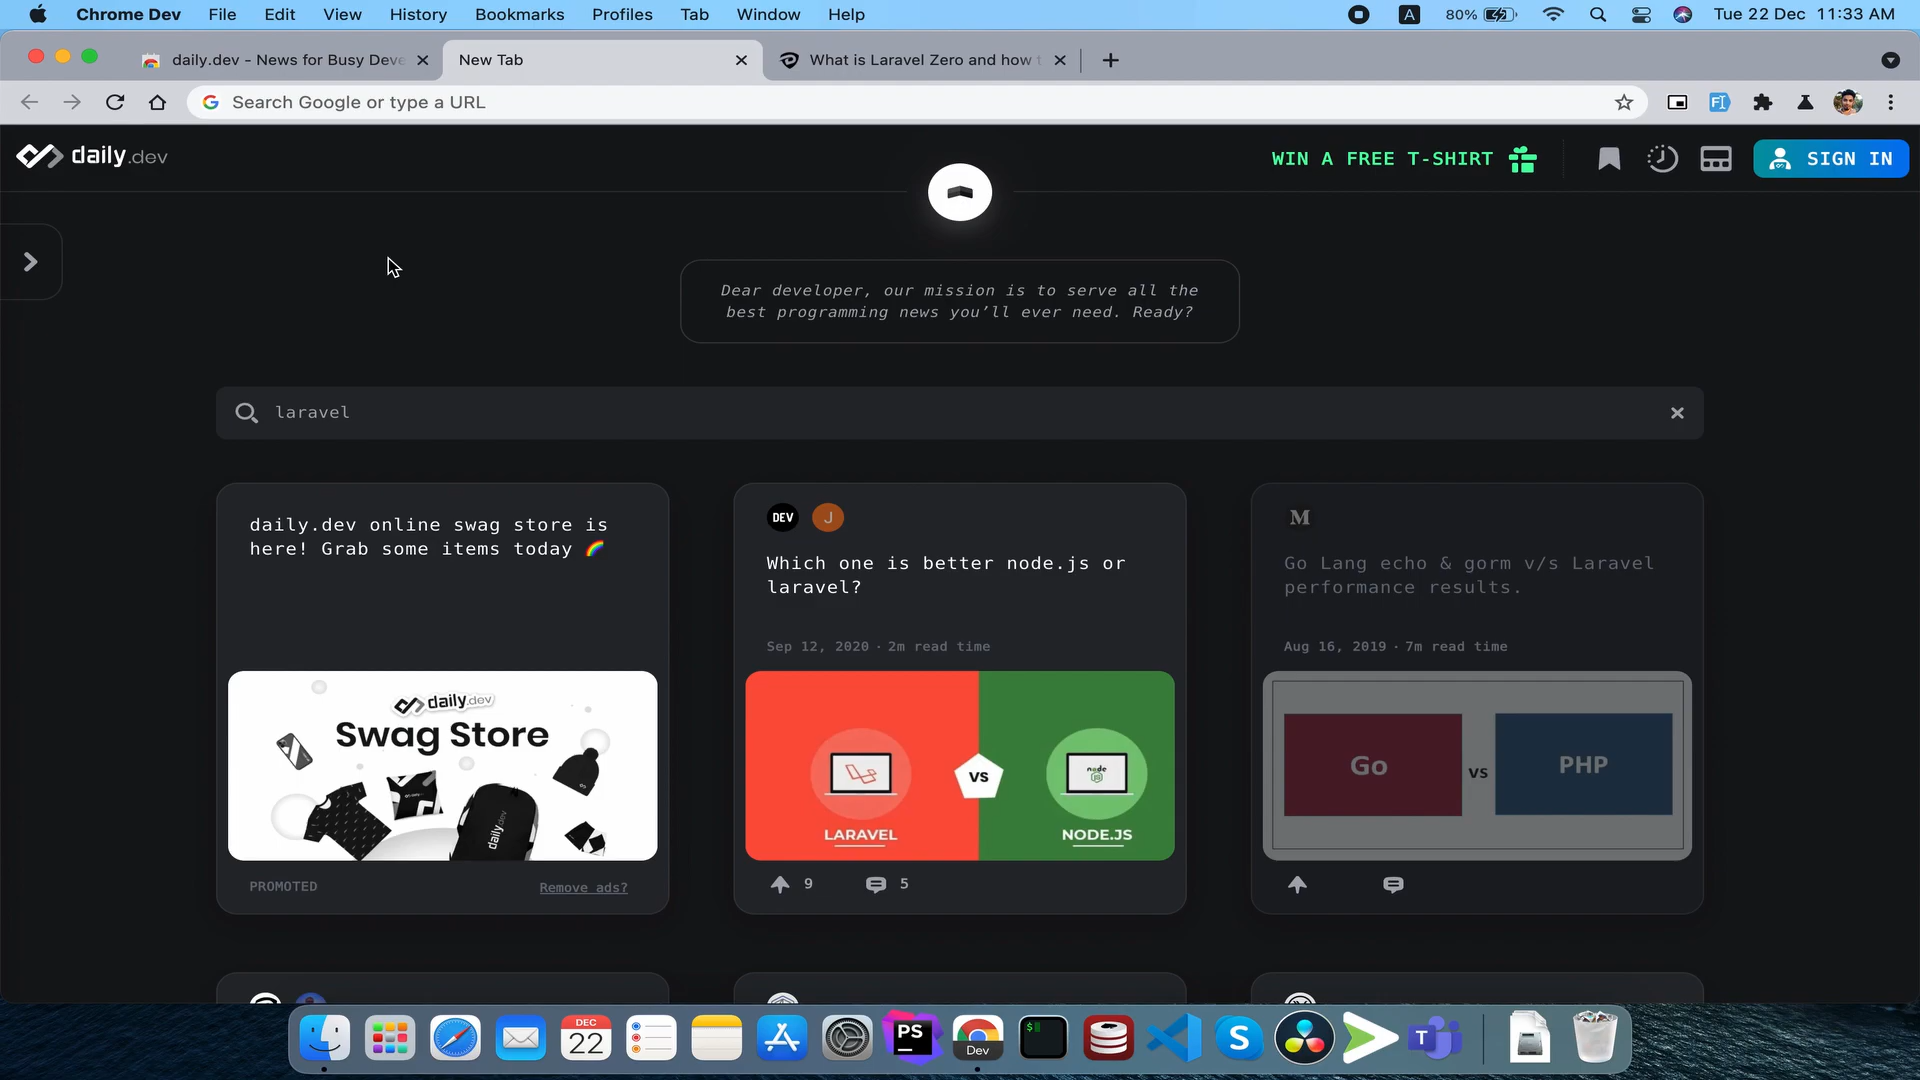 Chrome Dev File Edit View History Bookmarks Profiles Tab Window Help A 80% Tue 22 Dec 11:33 AM
daily.dev - News for Busy Deve New Tab What is Laravel Zero and how t
Search Google or type a URL
daily.dev
WIN A FREE T-SHIRT SIGN IN
Dear developer, our mission is to serve all the
best programming news you’ll ever need. Ready?
laravel
daily.dev online swag store is
here! Grab some items today 🌈
daily.dev
Swag Store
daily.dev
PROMOTED Remove ads?
DEV J
Which one is better node.js or
laravel?
Sep 12, 2020 · 2m read time
VS
node
LARAVEL NODE.JS
9 5
M
Go Lang echo & gorm v/s Laravel
performance results.
Aug 16, 2019 · 7m read time
Go vs PHP
DEC
22
PS
Dev
$
S
T